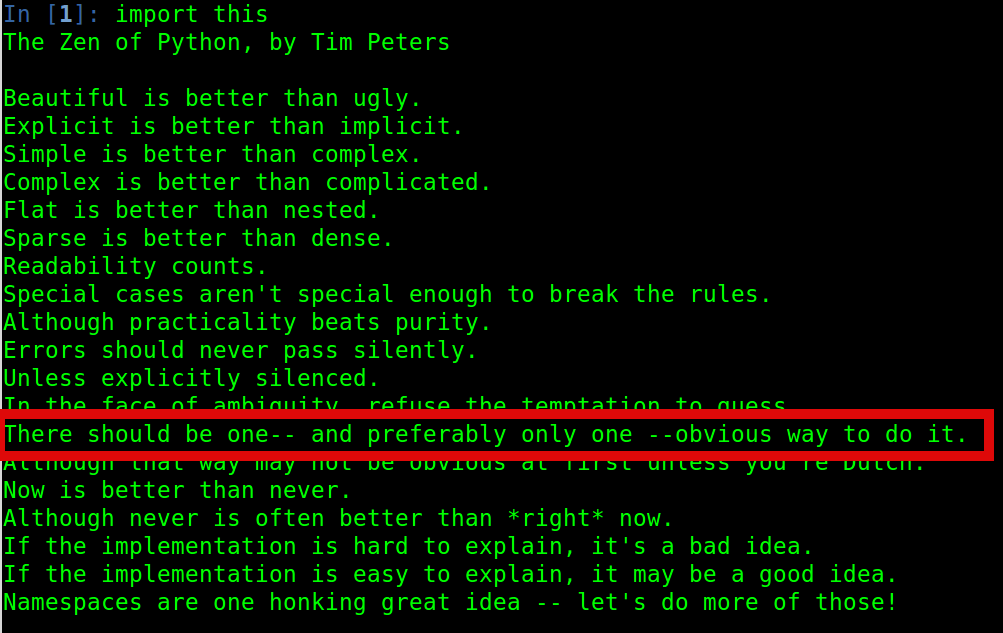 In [1]: import this
The Zen of Python, by Tim Peters
Beautiful is better than ugly.
Explicit is better than implicit.
Simple is better than complex.
Complex is better than complicated.
Flat is better than nested.
Sparse is better than dense.
Readability counts.
Special cases aren't special enough to break the rules.
Although practicality beats purity.
Errors should never pass silently.
Unless explicitly silenced.
In the face of ambiguity, refuse the temptation to guess.
There should be one-- and preferably only one --obvious way to do it.
Although that way may not be obvious at first unless you're Dutch.
Now is better than never.
Although never is often better than *right* now.
If the implementation is hard to explain, it's a bad idea.
If the implementation is easy to explain, it may be a good idea.
Namespaces are one honking great idea -- let's do more of those!